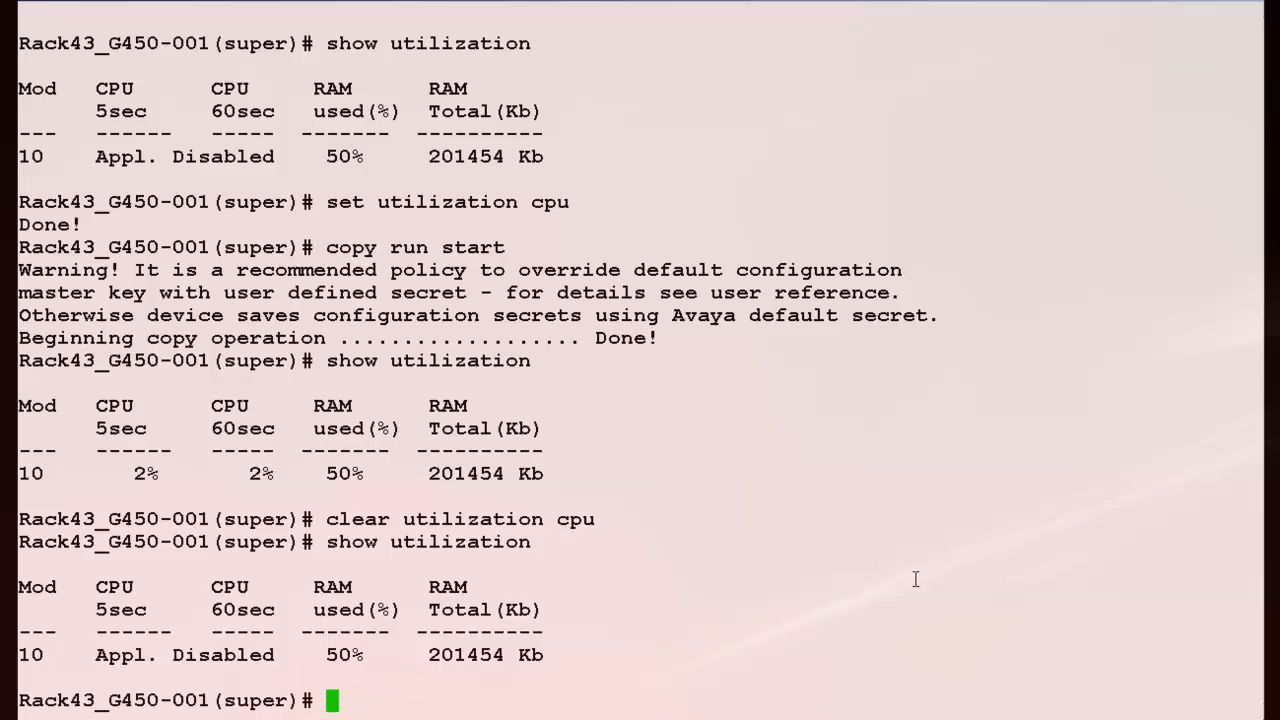 Rack43_G450-001(super)# show utilization
Mod CPU CPU RAM RAM
5sec 60sec used(%) Total(Kb)
--- ------ ----- ------- ----------
10 Appl. Disabled 50% 201454 Kb
Rack43_G450-001(super)# set utilization cpu
Done!
Rack43_G450-001(super)# copy run start
Warning! It is a recommended policy to override default configuration
master key with user defined secret - for details see user reference.
Otherwise device saves configuration secrets using Avaya default secret.
Beginning copy operation ................... Done!
Rack43_G450-001(super)# show utilization
Mod CPU CPU RAM RAM
5sec 60sec used(%) Total(Kb)
--- ------ ----- ------- ----------
10 2% 2% 50% 201454 Kb
Rack43_G450-001(super)# clear utilization cpu
Rack43_G450-001(super)# show utilization
Mod CPU CPU RAM RAM
5sec 60sec used(%) Total(Kb)
--- ------ ----- ------- ----------
10 Appl. Disabled 50% 201454 Kb
Rack43_G450-001(super)#